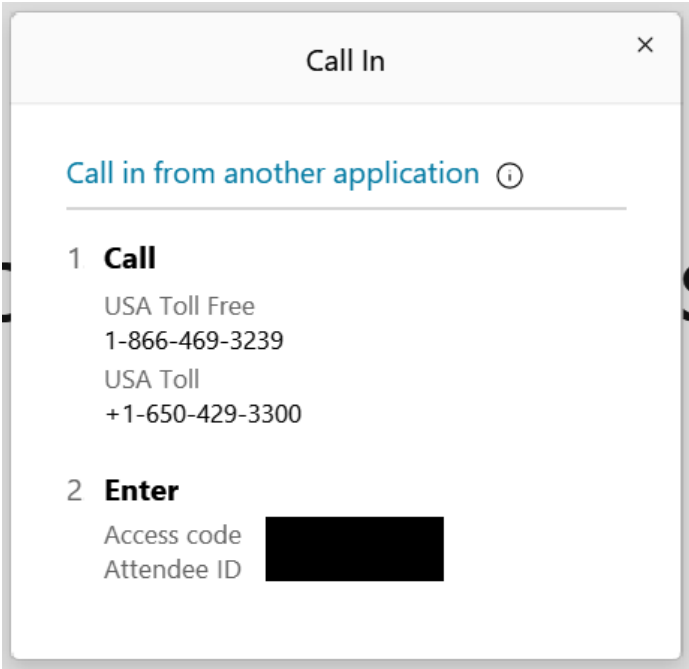 Call In
Call in from another application
1 Call
USA Toll Free
1-866-469-3239
USA Toll
+1-650-429-3300
2 Enter
Access code
Attendee ID